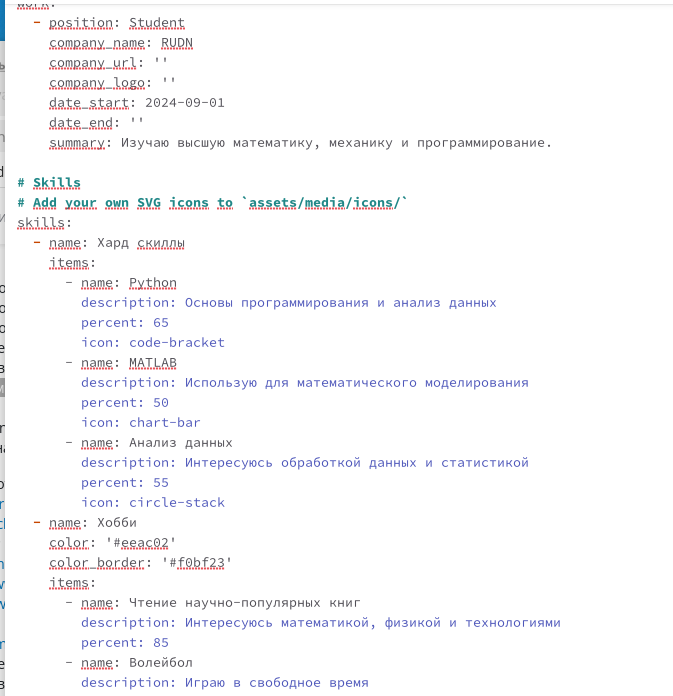 work:
- position: Student
company_name: RUDN
company_url: ''
company_logo: ''
date_start: 2024-09-01
date_end: ''
summary: Изучаю высшую математику, механику и программирование.
# Skills
# Add your own SVG icons to `assets/media/icons/`
skills:
- name: Хард скиллы
items:
- name: Python
description: Основы программирования и анализ данных
percent: 65
icon: code-bracket
- name: MATLAB
description: Использую для математического моделирования
percent: 50
icon: chart-bar
- name: Анализ данных
description: Интересуюсь обработкой данных и статистикой
percent: 55
icon: circle-stack
- name: Хобби
color: '#eeac02'
color_border: '#f0bf23'
items:
- name: Чтение научно-популярных книг
description: Интересуюсь математикой, физикой и технологиями
percent: 85
- name: Волейбол
description: Играю в свободное время